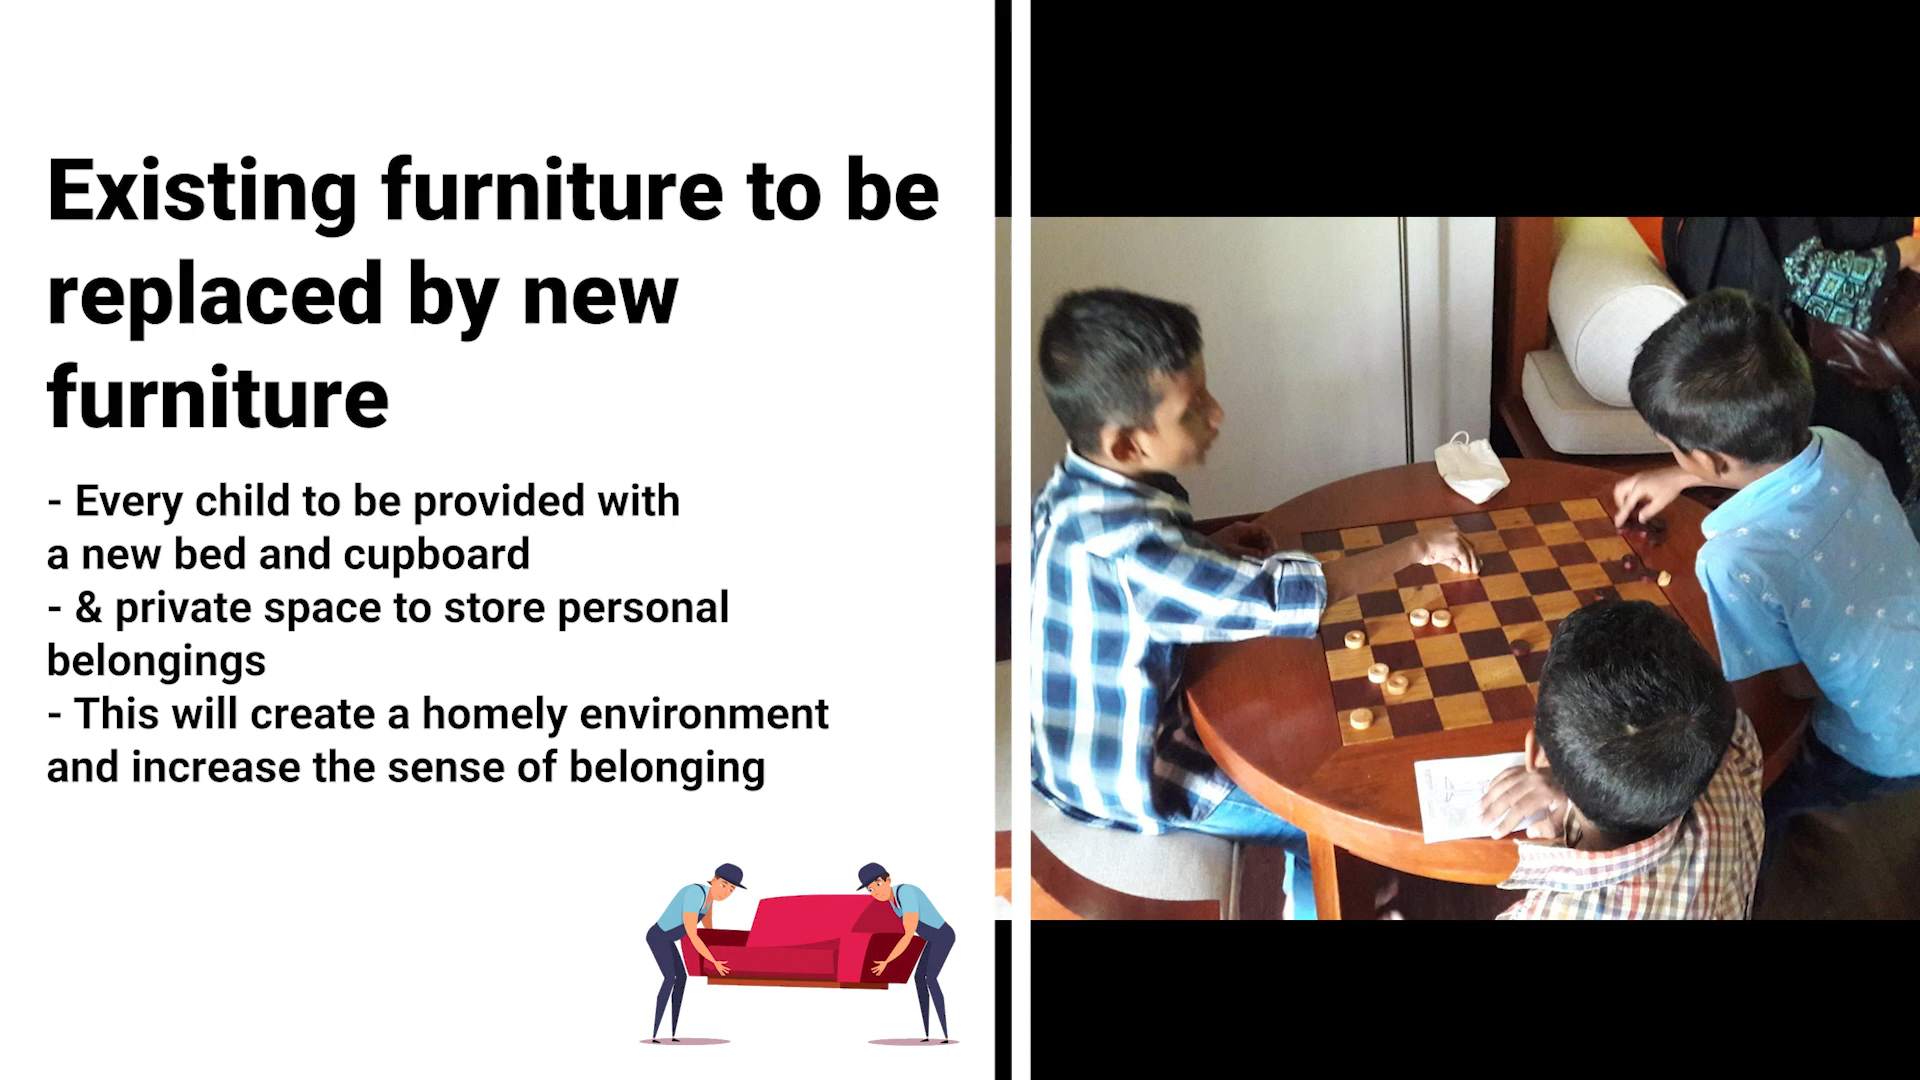 Existing furniture to be
replaced by new
furniture
- Every child to be provided with
a new bed and cupboard
- & private space to store personal
belongings
- This will create a homely environment
and increase the sense of belonging